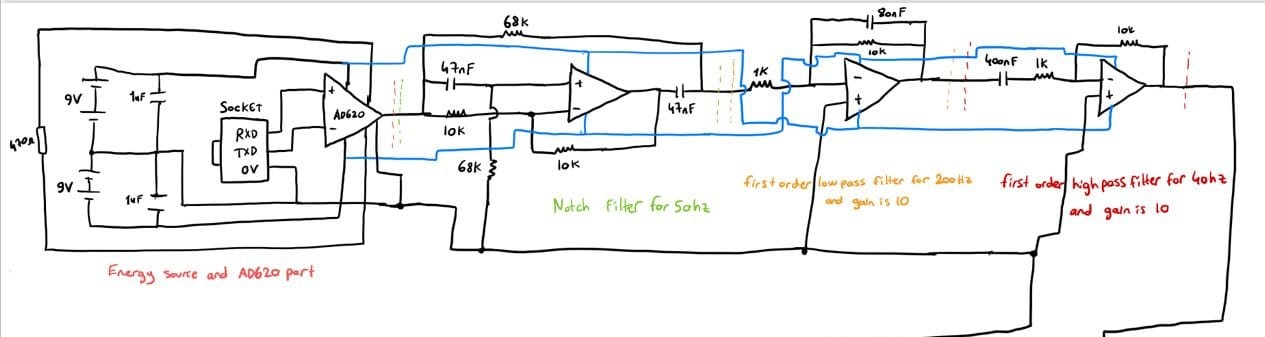 68k
80nF
10k
10k
47nF
1K
400nF
1K
9V
1uF
Socket
+
AD620
-
+
-
47nF
-
+
-
+
470Ω
RXD
TXD
0V
10k
68k
10k
9V
1uF
Notch Filter for 50hz
first order low pass filter for 200Hz
and gain is 10
first order high pass filter for 40hz
and gain is 10
Energy source and AD620 part